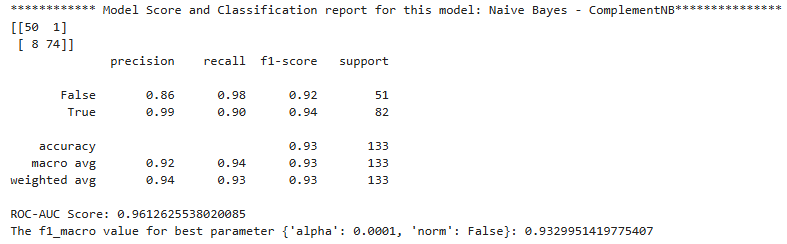 ************ Model Score and Classification report for this model: Naive Bayes - ComplementNB***************
[[50  1]
 [ 8 74]]
              precision    recall  f1-score   support

       False       0.86      0.98      0.92        51
        True       0.99      0.90      0.94        82

    accuracy                           0.93       133
   macro avg       0.92      0.94      0.93       133
weighted avg       0.94      0.93      0.93       133

ROC-AUC Score: 0.9612625538020085
The f1_macro value for best parameter {'alpha': 0.0001, 'norm': False}: 0.9329951419775407